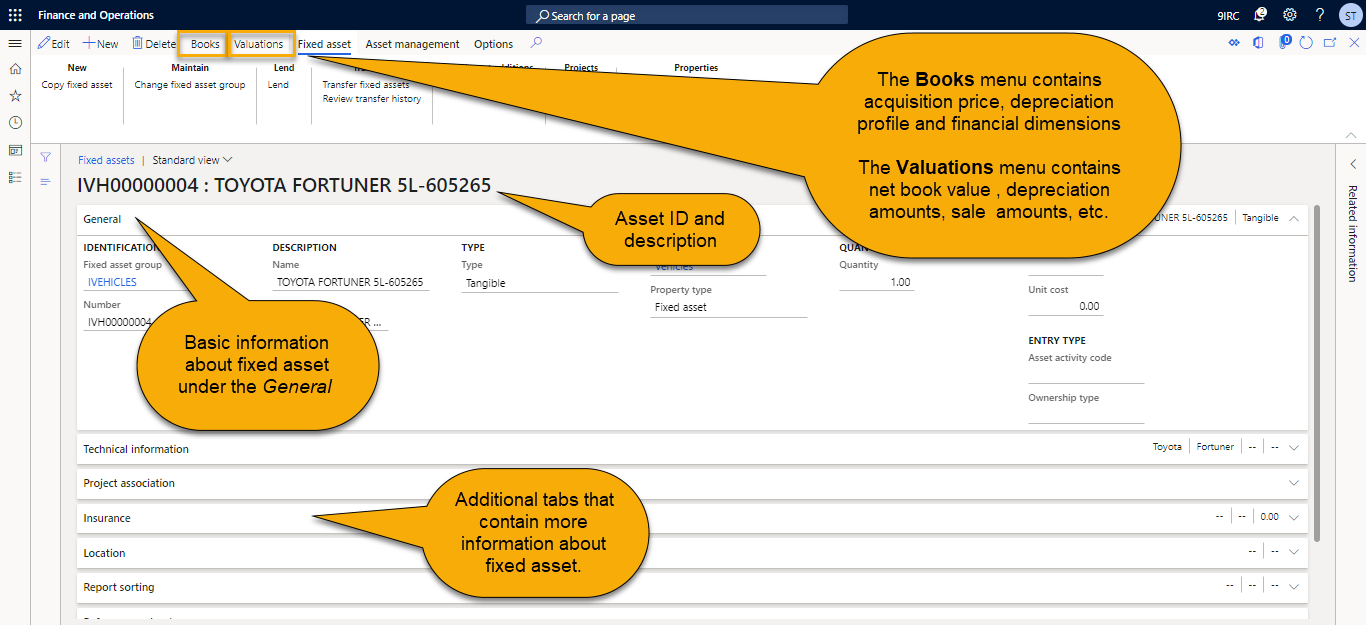 Finance and Operations
Search for a page
9IRC
2
?
ST
Edit
New
Delete
Books
Valuations
Fixed asset
Asset management
Options
0
New
Maintain
Lend
Projects
Properties
Copy fixed asset
Change fixed asset group
Lend
Transfer fixed assets
Review transfer history
The Books menu contains
acquisition price, depreciation
profile and financial dimensions
The Valuations menu contains
net book value , depreciation
amounts, sale amounts, etc.
Fixed assets | Standard view
IVH00000004 : TOYOTA FORTUNER 5L-605265
Asset ID and
description
Related information
General
5L-605265
Tangible
IDENTIFICATION
DESCRIPTION
TYPE
Fixed asset group
Name
Type
Quantity
IVEHICLES
TOYOTA FORTUNER 5L-605265
Tangible
Vehicles
1.00
Property type
Unit cost
Number
Fixed asset
0.00
IVH00000004
ENTRY TYPE
Asset activity code
Ownership type
Basic information
about fixed asset
under the General
Technical information
Toyota
Fortuner
--
--
Project association
Insurance
--
--
0.00
Location
--
--
Report sorting
--
--
--
Additional tabs that
contain more
information about
fixed asset.